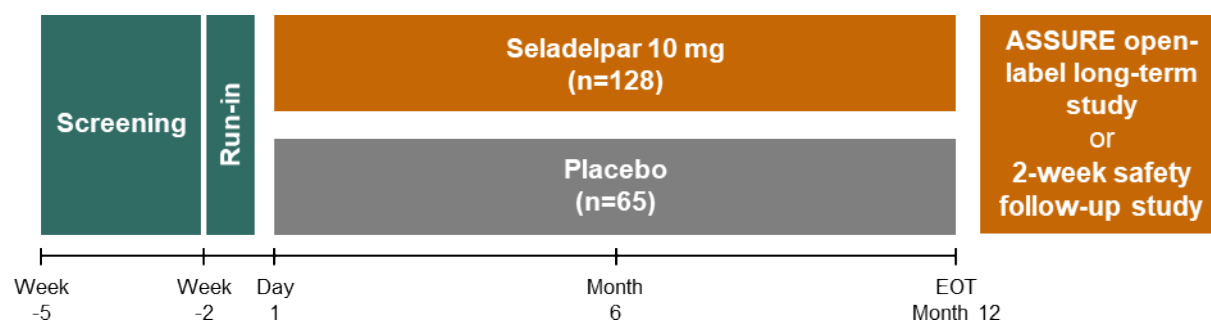 Screening
Run-in
Seladelpar 10 mg
(n=128)
Placebo
(n=65)
ASSURE open-
label long-term
study
or
2-week safety
follow-up study
Week
-5
Week
-2
Day
1
Month
6
EOT
Month 12